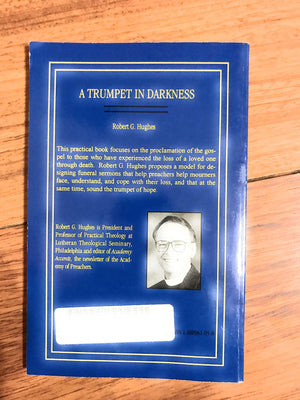 A TRUMPET IN DARKNESS
Robert G. Hughes
This practical book focuses on the proclamation of the gos-
pel to those who have experienced the loss of a loved one
through death. Robert G. Hughes proposes a model for de-
signing funeral sermons that help preachers help mourners
face, understand, and cope with their loss, and that at the
same time, sound the trumpet of hope.
Robert G. Hughes is President and
Professor of Practical Theology at
Lutheran Theological Seminary,
Philadelphia and editor of Academy
Accents, the newsletter of the Acad-
emy of Preachers.